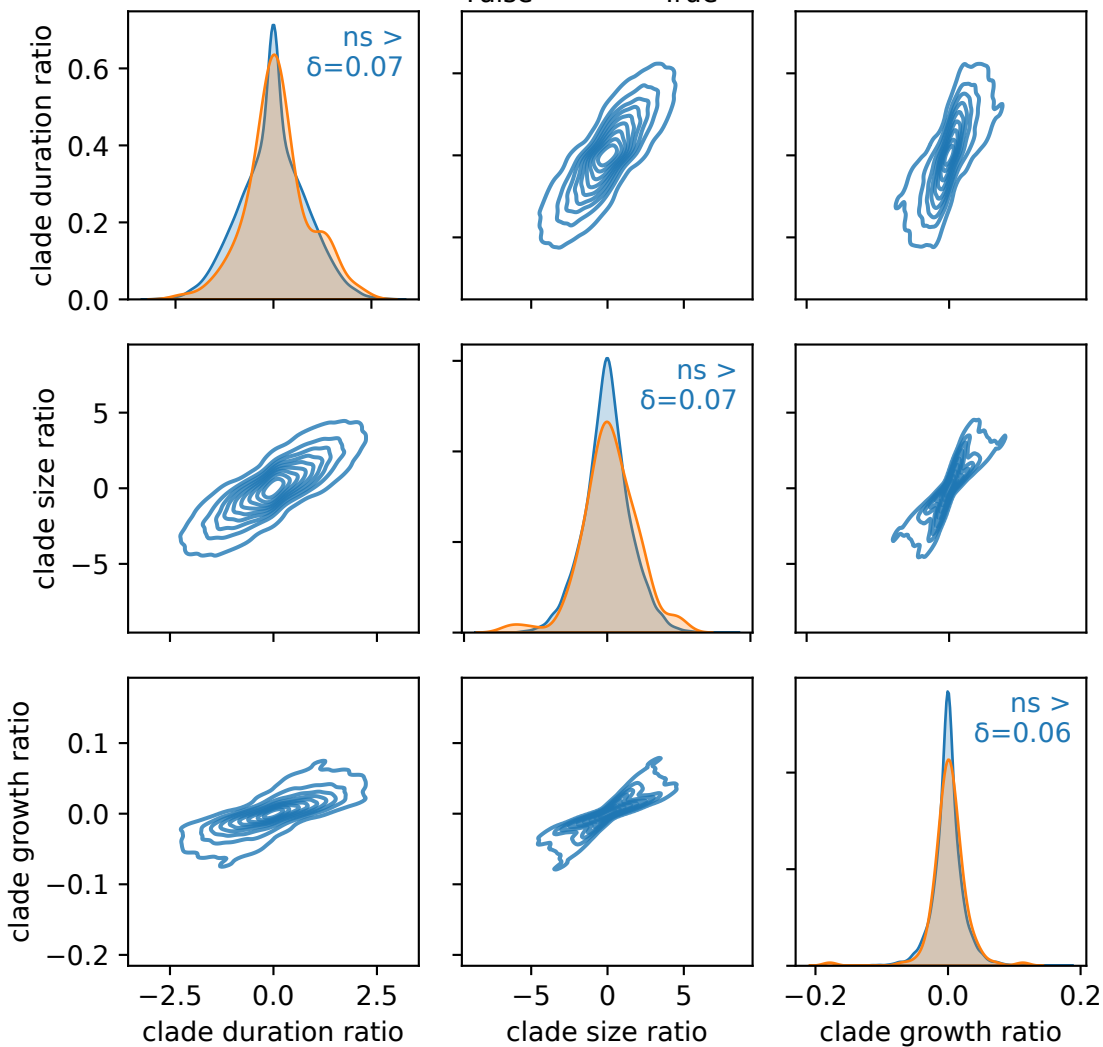 clade duration ratio
0.6
0.4
0.2
0.0
ns >
δ=0.07
clade size ratio
5
0
−5
ns >
δ=0.07
clade growth ratio
0.1
0.0
−0.1
−0.2
ns >
δ=0.06
−2.5 0.0 2.5
−5 0 5
−0.2 0.0 0.2
clade duration ratio
clade size ratio
clade growth ratio